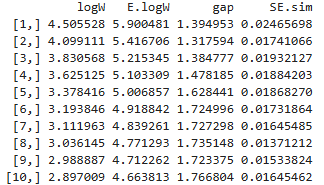 logW E.logW gap SE.sim
[1,] 4.505528 5.900481 1.394953 0.02465698
[2,] 4.099111 5.416706 1.317594 0.01741066
[3,] 3.830568 5.215345 1.384777 0.01932127
[4,] 3.625125 5.103309 1.478185 0.01884203
[5,] 3.378416 5.006857 1.628441 0.01868270
[6,] 3.193846 4.918842 1.724996 0.01731864
[7,] 3.111963 4.839261 1.727298 0.01645485
[8,] 3.036145 4.771293 1.735148 0.01371212
[9,] 2.988887 4.712262 1.723375 0.01533824
[10,] 2.897009 4.663813 1.766804 0.01645462